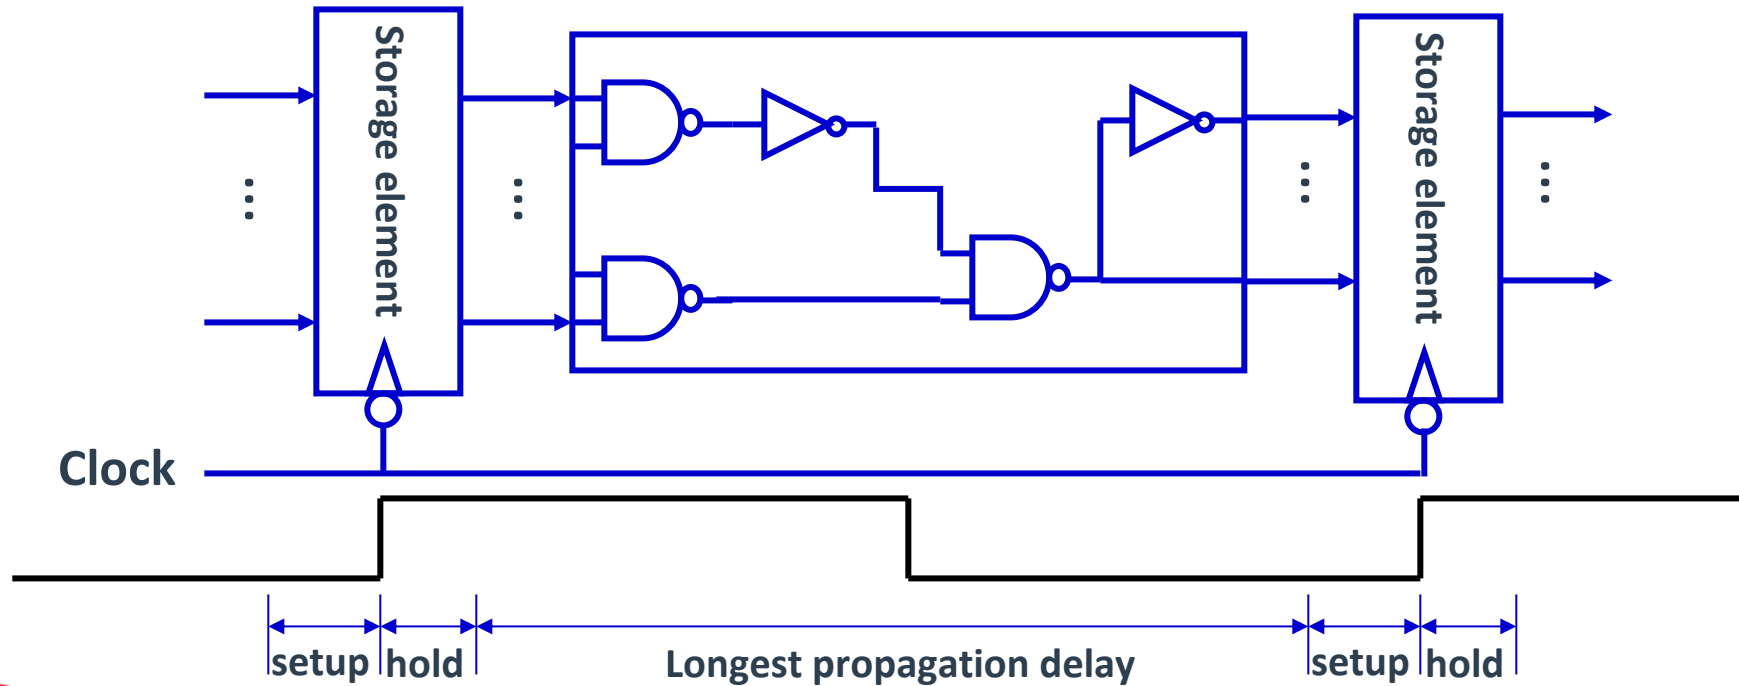 Storage element
Storage element
...
...
...
...
Clock
setup
hold
Longest propagation delay
setup
hold